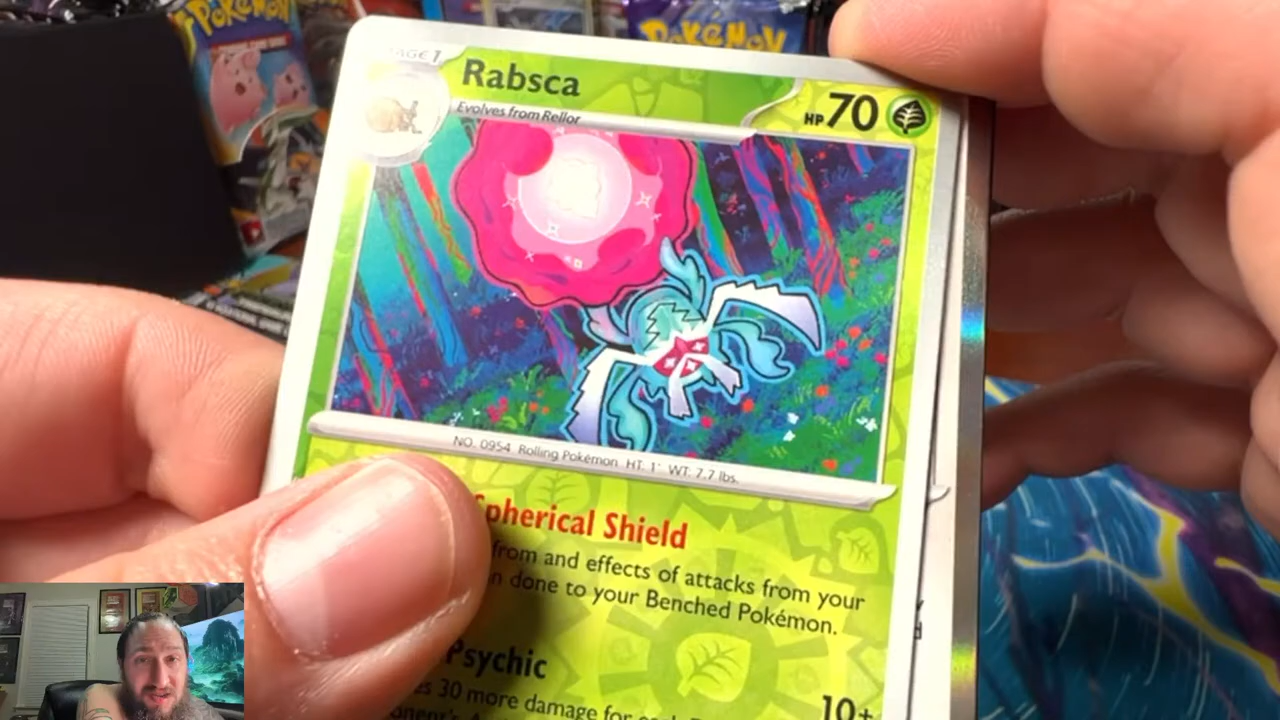 POKéMON
POKéMON
STAGE 1
Rabsca
HP 70
Evolves from Rellor
NO. 0954 Rolling Pokémon HT: 1' WT: 7.7 lbs.
Spherical Shield
from and effects of attacks from your
done to your Benched Pokémon.
Psychic
10+
30 more damage for each